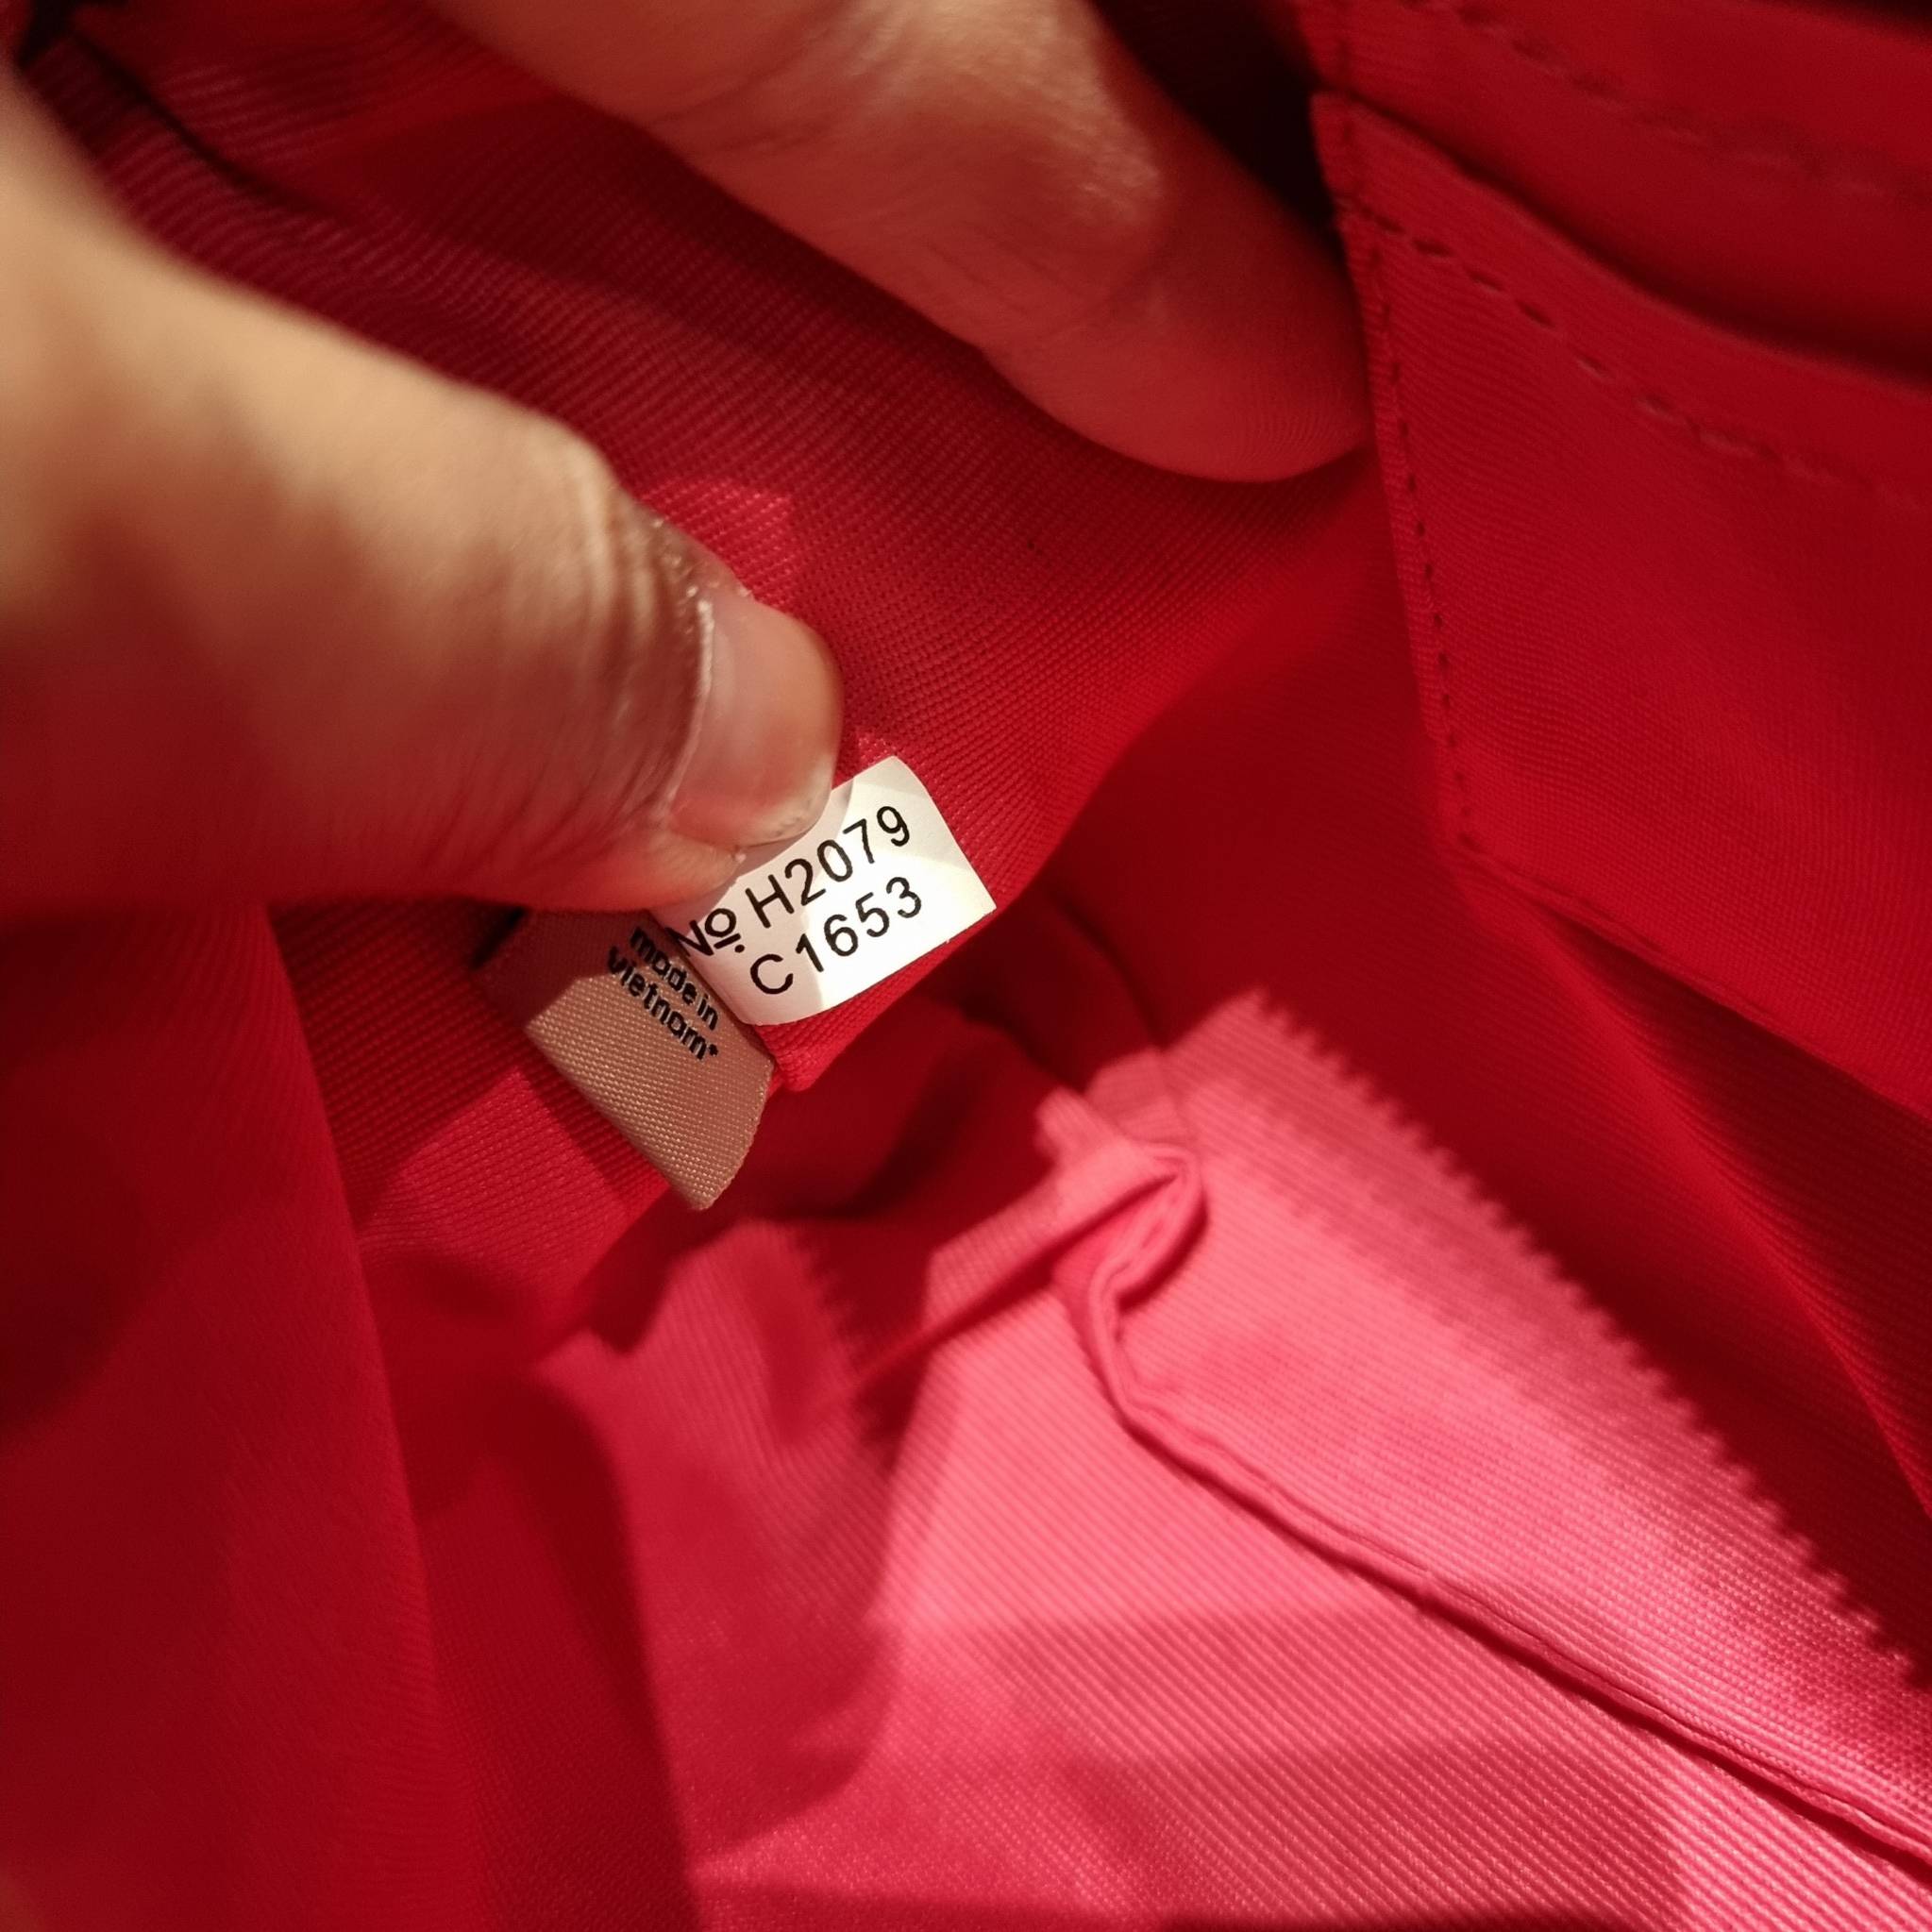 № H2079
C1653
made in
vietnam*